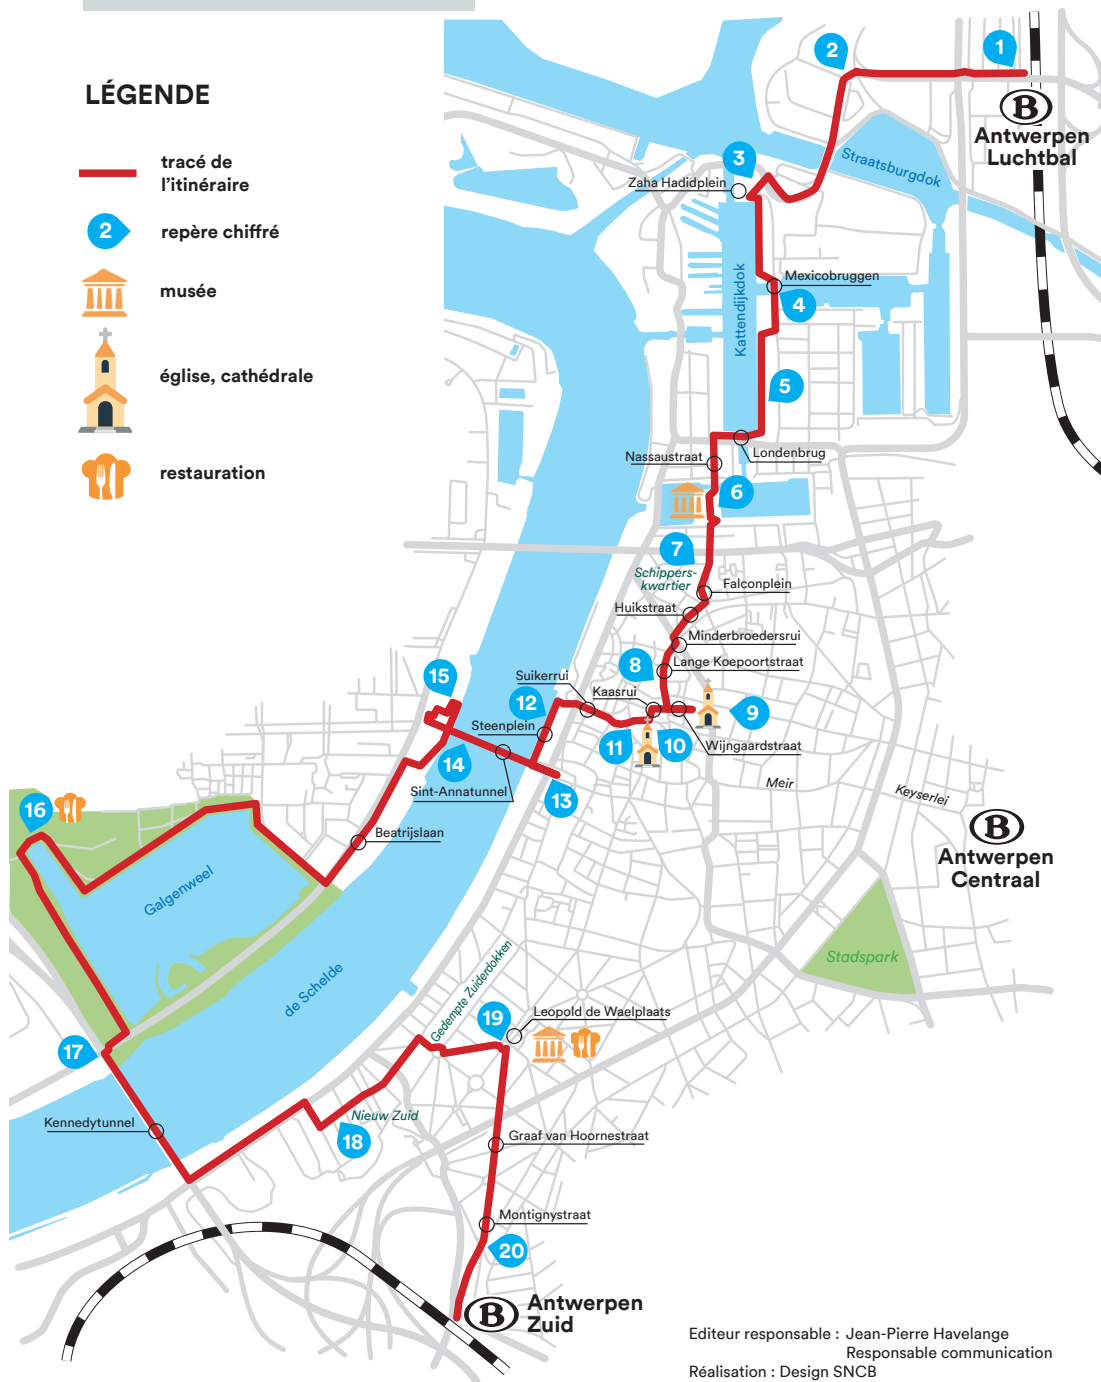 LÉGENDE
tracé de
l'itinéraire
2
repère chiffré
musée
église, cathédrale
restauration
1
2
B
Antwerpen
Luchtbal
Straatsburgdok
3
Zaha Hadidplein
Kattendijkdok
Mexicobruggen
4
5
Londenbrug
Nassaustraat
6
7
Schippers-
kwartier
Falconplein
Huikstraat
Minderbroedersrui
8
Lange Koepoortstraat
15
Suikerrui
Kaasrui
12
9
Steenplein
11
10
Wijngaardstraat
14
Sint-Annatunnel
13
Meir
Keyserlei
16
B
Antwerpen
Centraal
Beatrijslaan
Galgenweel
Stadspark
de Schelde
Gedempte Zuiderdokken
19
Leopold de Waelplaats
17
Kennedytunnel
Nieuw Zuid
18
Graaf van Hoornestraat
Montignystraat
20
B
Antwerpen
Zuid
Editeur responsable : Jean-Pierre Havelange
Responsable communication
Réalisation : Design SNCB